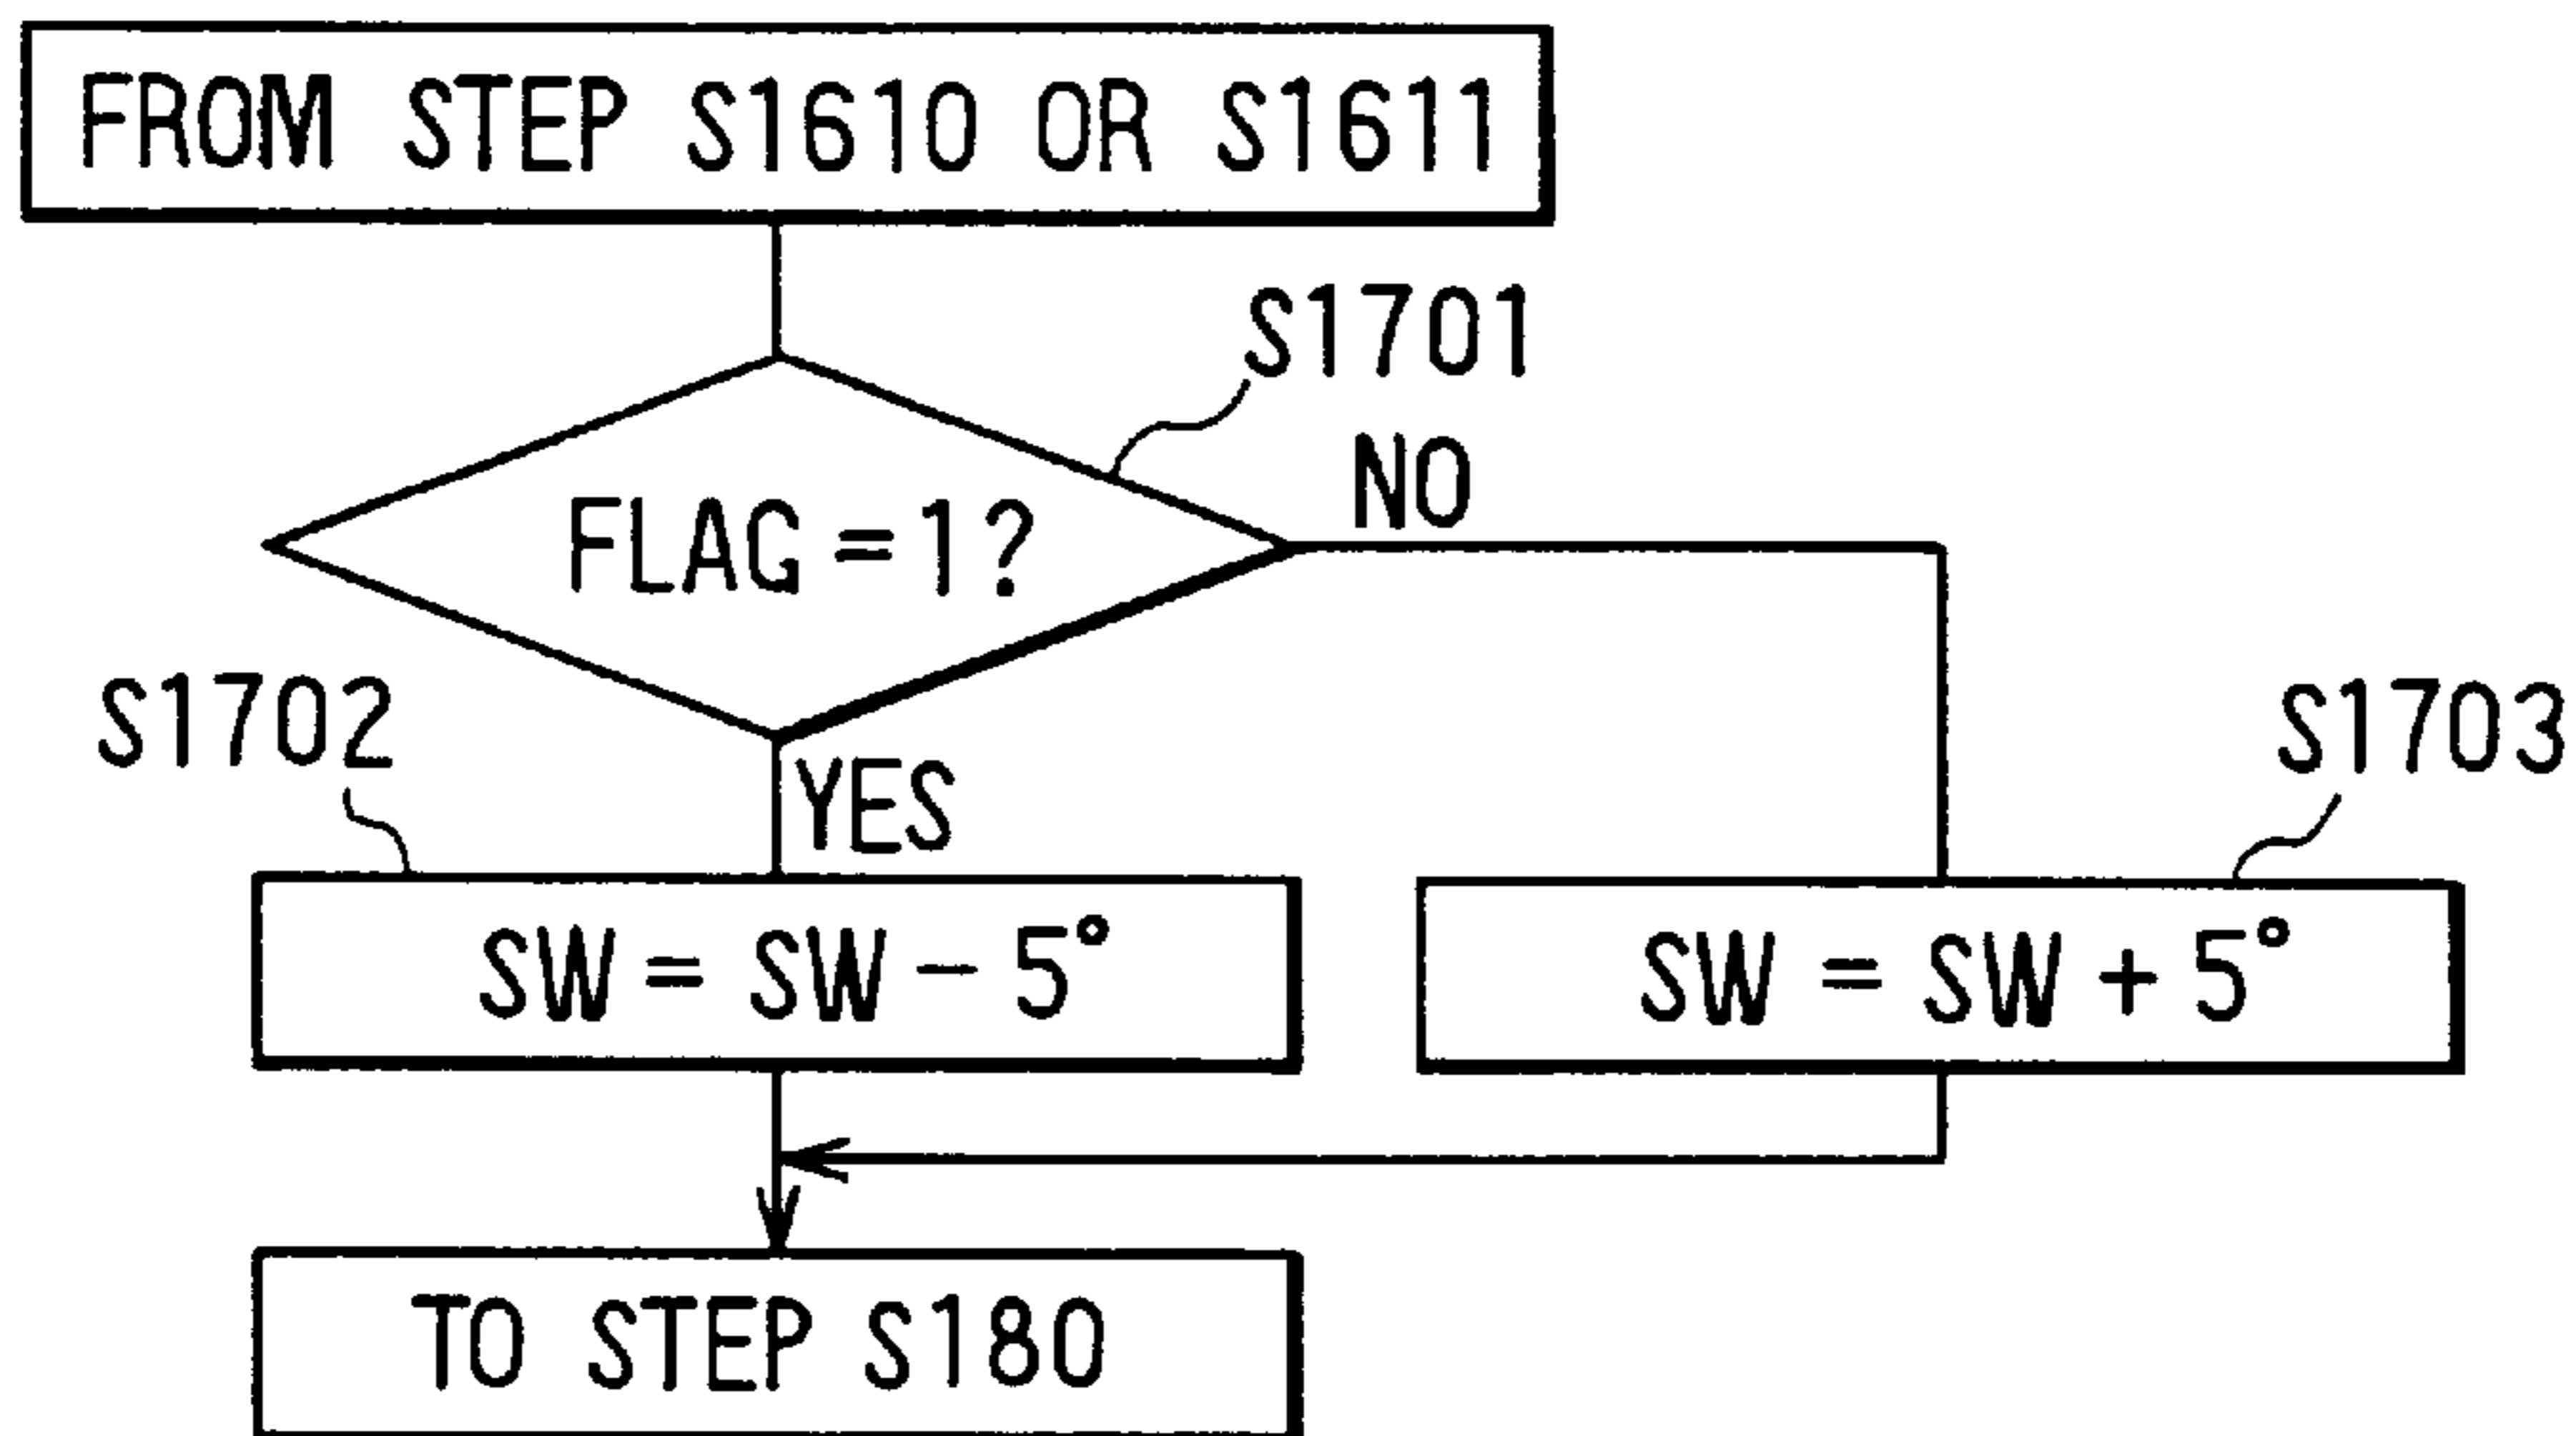 FROM STEP S1610 OR S1611
S1701
NO
FLAG = 1?
S1702
YES
S1703
SW = SW - 5°
SW = SW + 5°
TO STEP S180